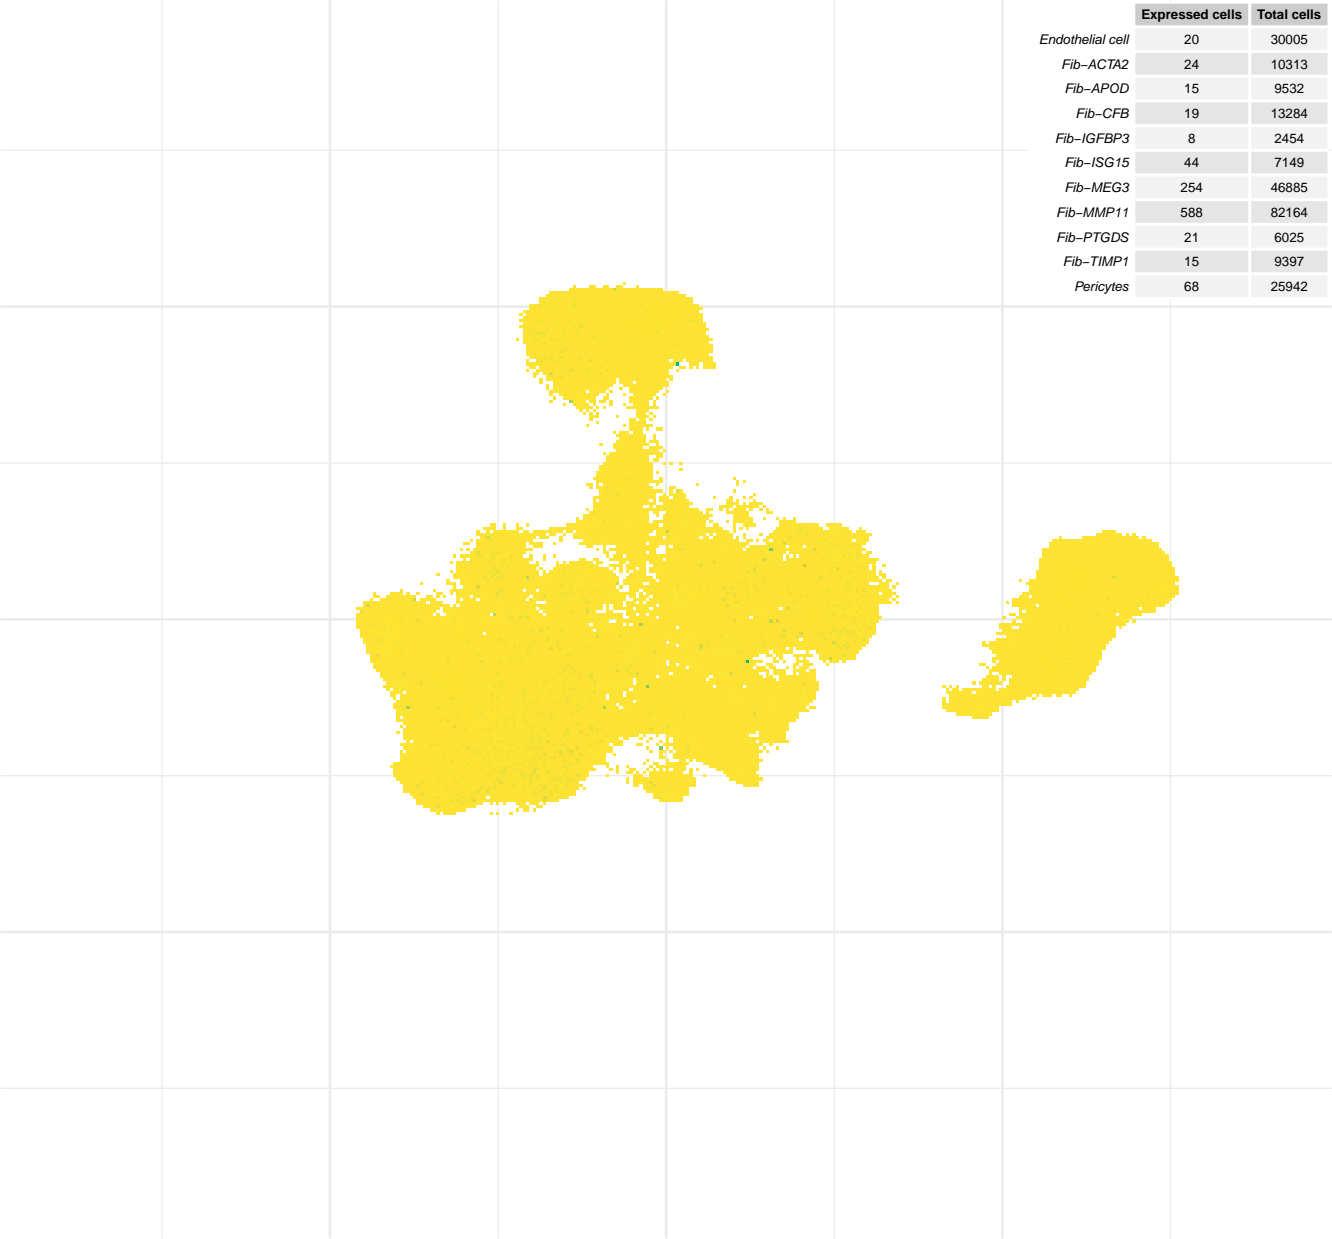 Expressed cells Total cells
Endothelial cell 20 30005
Fib−ACTA2 24 10313
Fib−APOD 15 9532
Fib−CFB 19 13284
Fib−IGFBP3 8 2454
Fib−ISG15 44 7149
Fib−MEG3 254 46885
Fib−MMP11 588 82164
Fib−PTGDS 21 6025
Fib−TIMP1 15 9397
Pericytes 68 25942